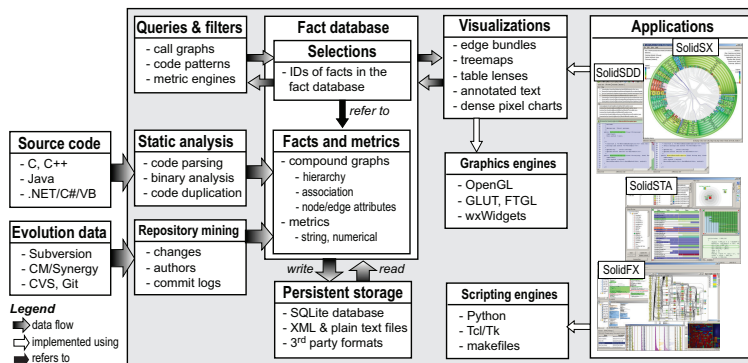 Queries & filters
- call graphs
- code patterns
- metric engines
Fact database
Selections
- IDs of facts in the
fact database
refer to
Visualizations
- edge bundles
- treemaps
- table lenses
- annotated text
- dense pixel charts
Applications
SolidSX
SolidSDD
SolidSTA
SolidFX
Source code
- C, C++
- Java
- .NET/C#/VB
Static analysis
- code parsing
- binary analysis
- code duplication
Facts and metrics
- compound graphs
- hierarchy
- association
- node/edge attributes
- metrics
- string, numerical
Graphics engines
- OpenGL
- GLUT, FTGL
- wxWidgets
Evolution data
- Subversion
- CM/Synergy
- CVS, Git
Repository mining
- changes
- authors
- commit logs
write
read
Persistent storage
- SQLite database
- XML & plain text files
- 3rd party formats
Scripting engines
- Python
- Tcl/Tk
- makefiles
Legend
data flow
implemented using
refers to